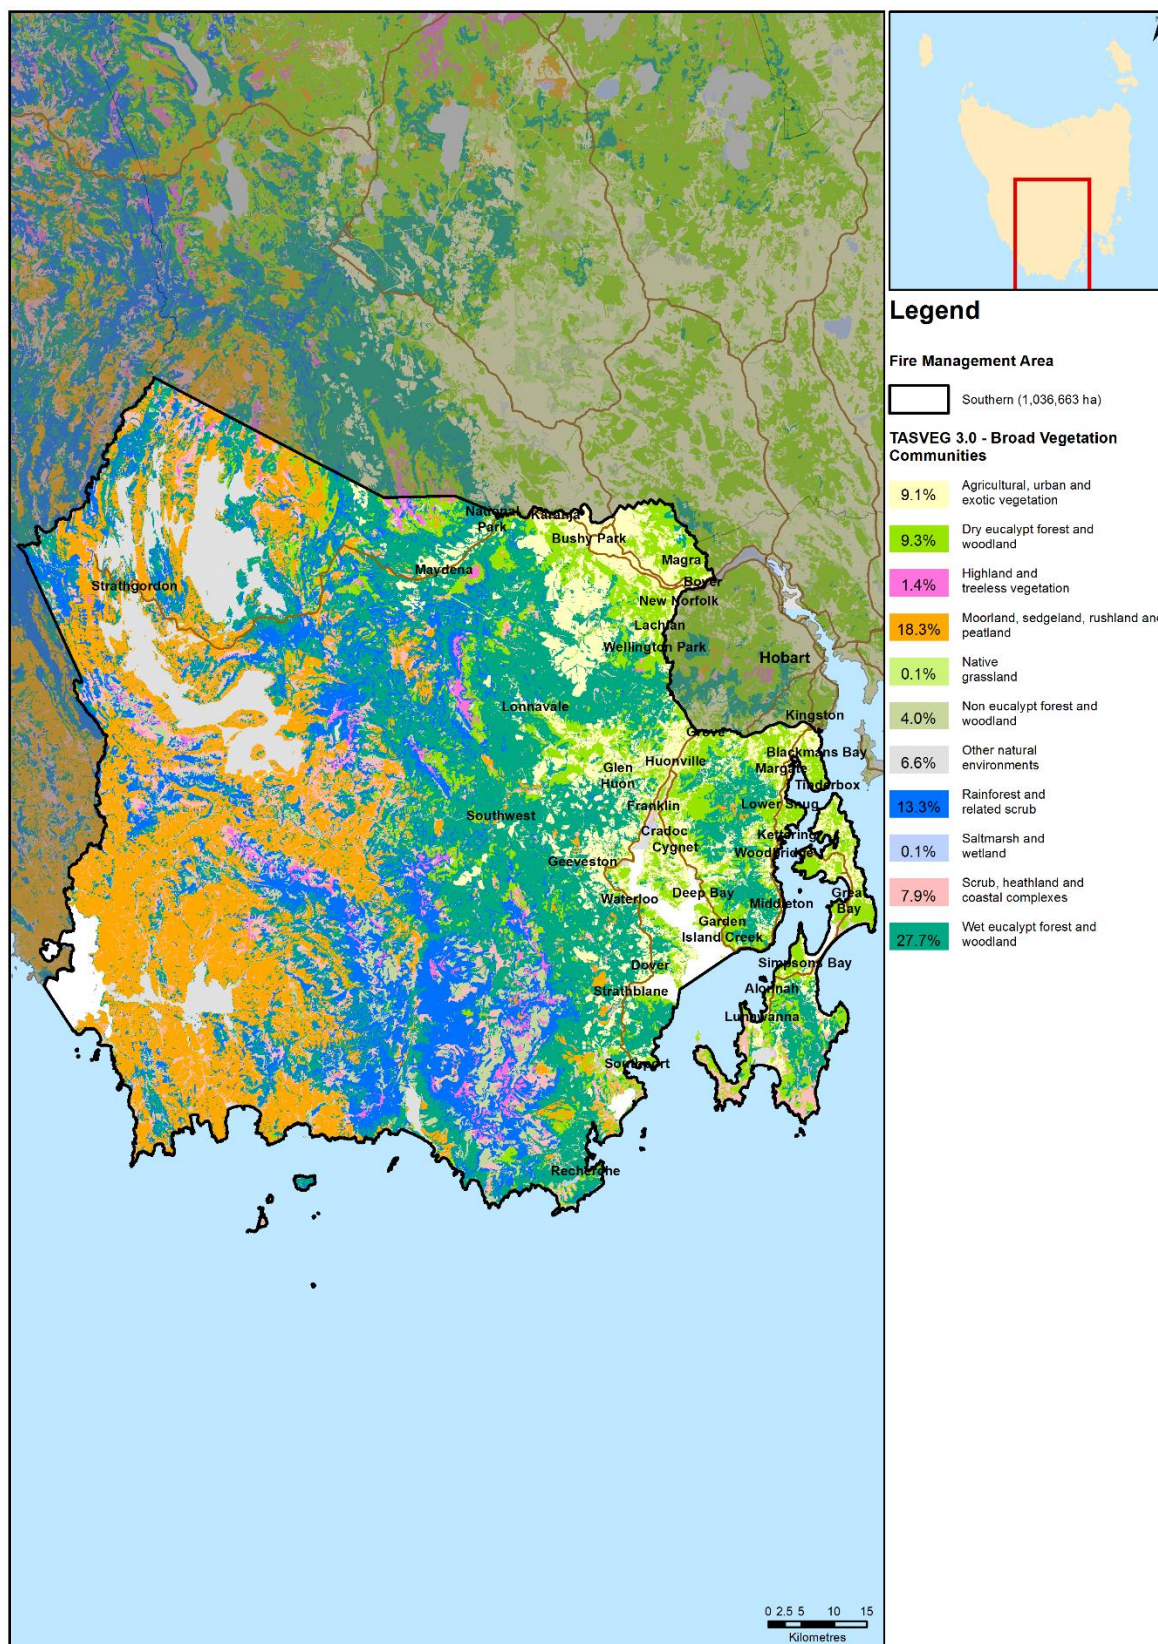 National
Park
Karanja
Bushy Park
Magra
Maydena
Boyer
Strathgordon
New Norfolk
Lachlan
Wellington Park
Hobart
Lonnavale
Kingston
Grove
Blackmans Bay
Huonville
Margate
Glen
Huon
Tinderbox
Franklin
Lower Snug
Southwest
Cradoc
Kettering
Cygnet
Woodbridge
Geeveston
Deep Bay
Great
Bay
Waterloo
Middleton
Garden
Island Creek
Dover
Simpsons Bay
Strathblane
Alonnah
Lunawanna
Southport
Recherche
0 2.5 5 10 15
Kilometres
Legend
Fire Management Area
Southern (1,036,663 ha)
TASVEG 3.0 - Broad Vegetation
Communities
9.1% Agricultural, urban and
exotic vegetation
9.3% Dry eucalypt forest and
woodland
1.4% Highland and
treeless vegetation
18.3% Moorland, sedgeland, rushland and
peatland
0.1% Native
grassland
4.0% Non eucalypt forest and
woodland
6.6% Other natural
environments
13.3% Rainforest and
related scrub
0.1% Saltmarsh and
wetland
7.9% Scrub, heathland and
coastal complexes
27.7% Wet eucalypt forest and
woodland